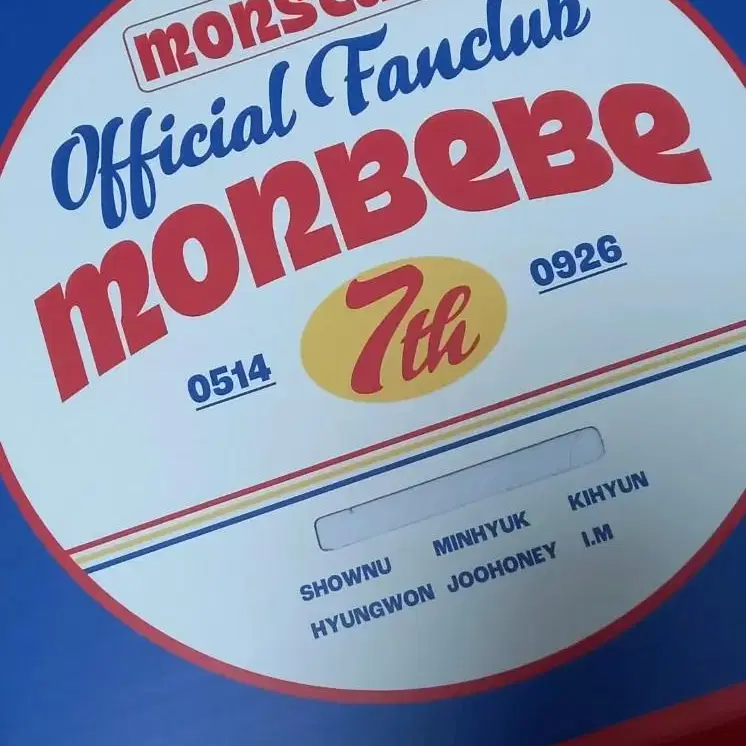 Official Fanclub
MONBEBE
0514 7th 0926
SHOWNU MINHYUK KIHYUN
HYUNGWON JOOHONEY I.M